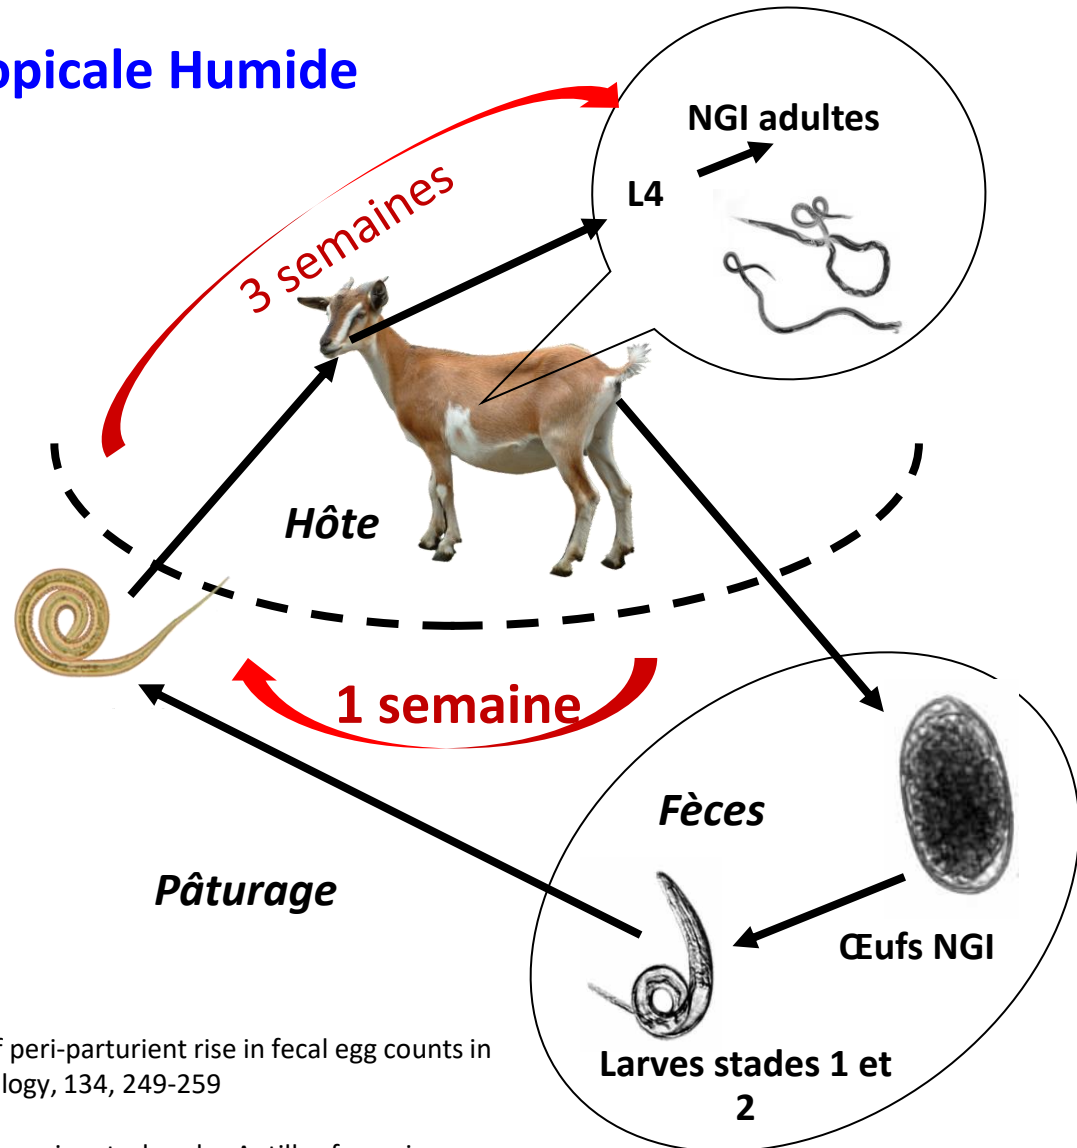 opicale Humide
NGI adultes
L4
3 semaines
Hôte
1 semaine
Fèces
Pâturage
Œufs NGI
Larves stades 1 et
2
f peri-parturient rise in fecal egg counts in
logy, 134, 249-259